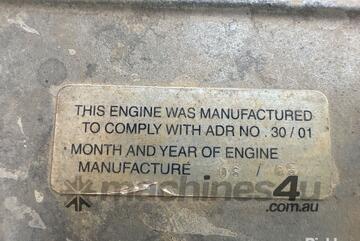 THIS ENGINE WAS MANUFACTURED
TO COMPLY WITH ADR NO . 30 / 01
MONTH AND YEAR OF ENGINE
MANUFACTURE
machines4u
.com.au